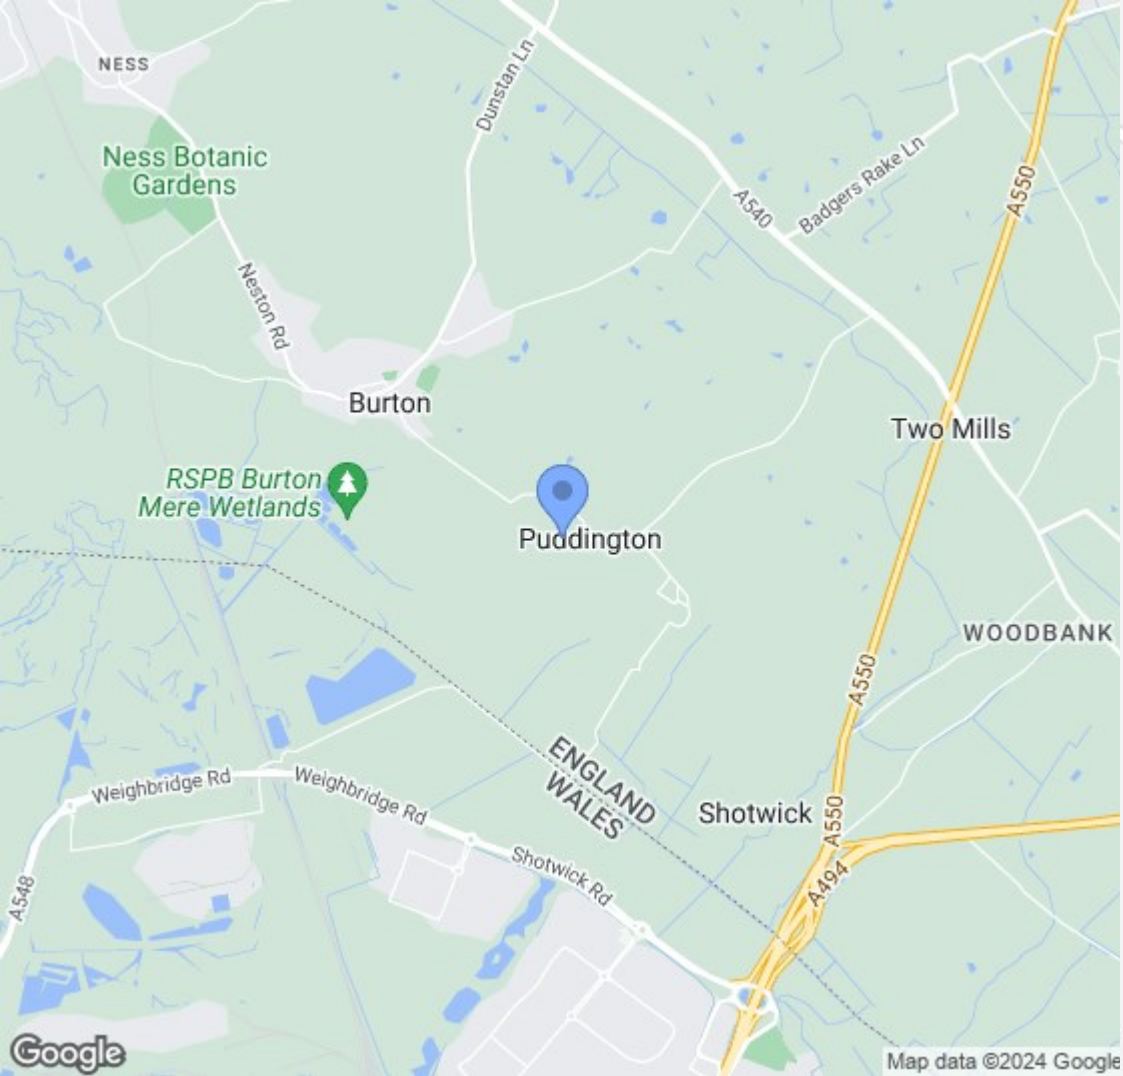 NESS
Dunstan Ln
Ness Botanic
Gardens
Badgers Rake Ln
A550
A540
Neston Rd
Burton
Two Mills
RSPB Burton
Mere Wetlands
Puddington
WOODBANK
A550
ENGLAND
WALES
Weighbridge Rd
Weighbridge Rd
Shotwick
A550
Shotwick Rd
A494
A548
Google
Map data ©2024 Google